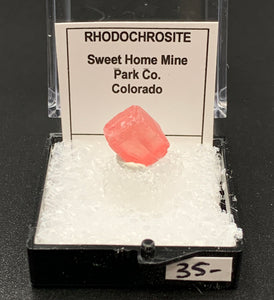 RHODOCHROSITE
Sweet Home Mine
Park Co.
Colorado
35-